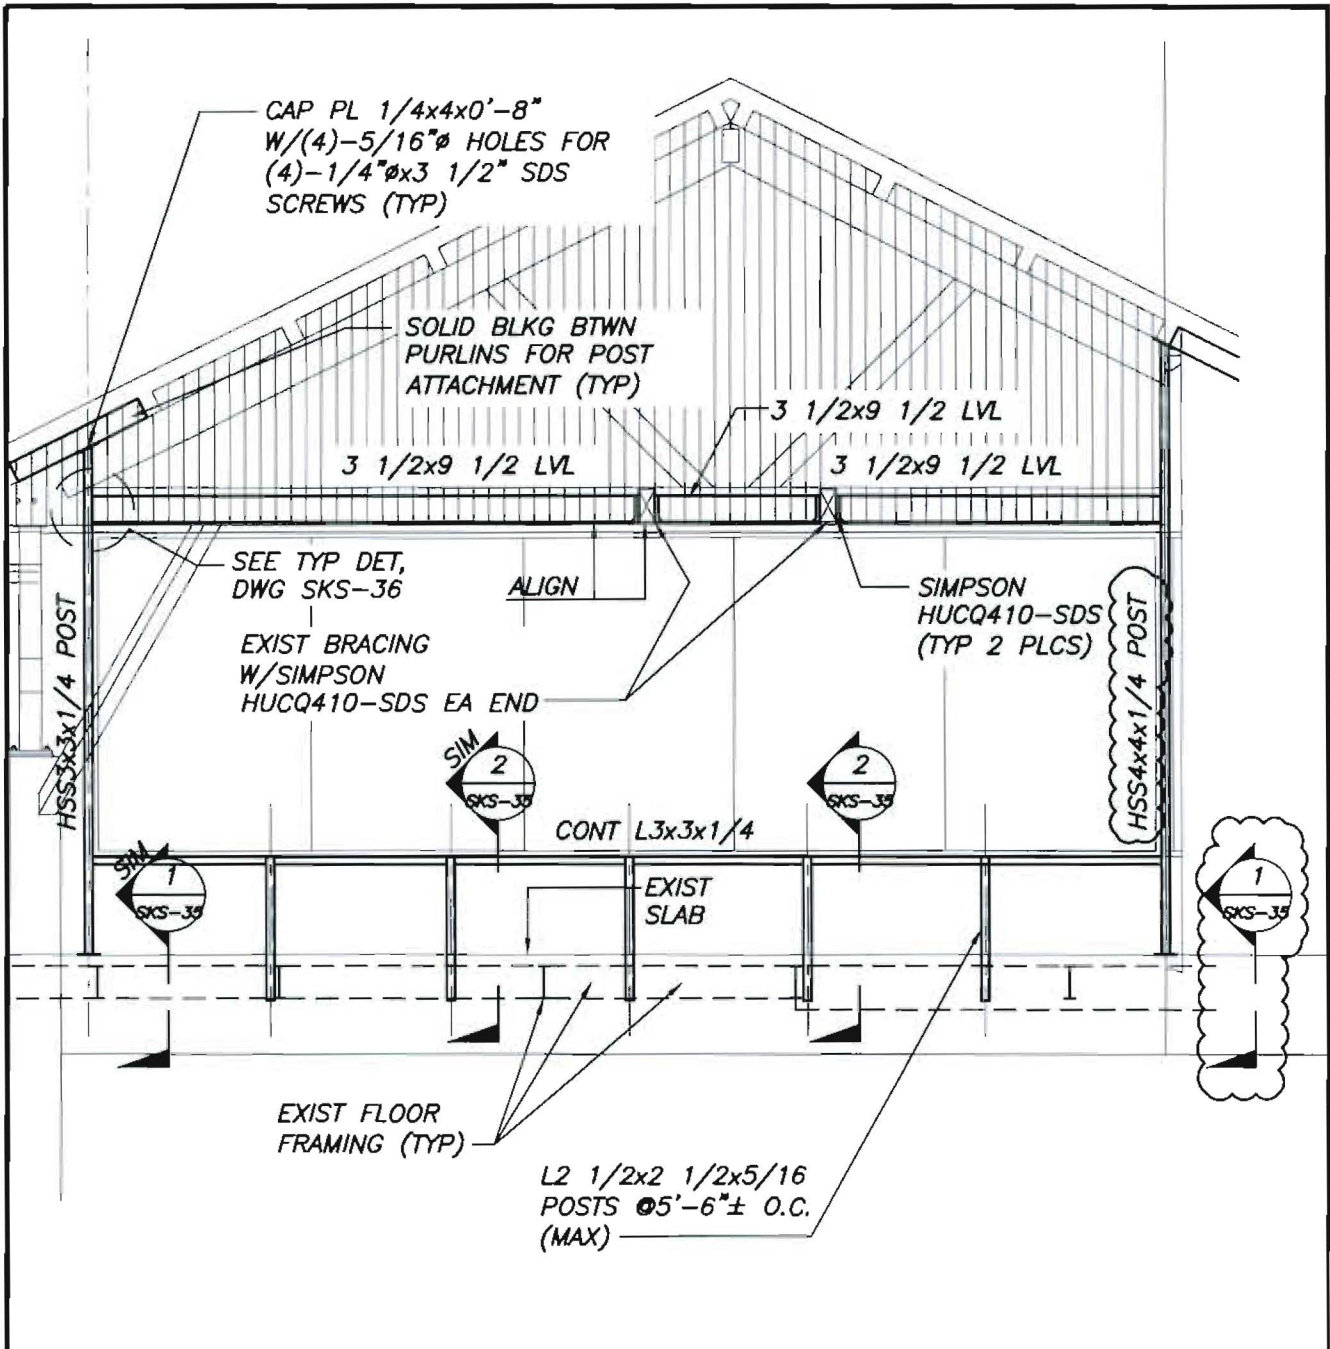 CAP PL 1/4x4x0'-8"
W/(4)-5/16"ø HOLES FOR
(4)-1/4"øx3 1/2" SDS
SCREWS (TYP)
SOLID BLKG BTWN
PURLINS FOR POST
ATTACHMENT (TYP)
3 1/2x9 1/2 LVL
3 1/2x9 1/2 LVL
3 1/2x9 1/2 LVL
SEE TYP DET,
DWG SKS-36
ALIGN
SIMPSON
HUCQ410-SDS
(TYP 2 PLCS)
EXIST BRACING
W/SIMPSON
HUCQ410-SDS EA END
HSS3x3x1/4 POST
HSS4x4x1/4 POST
SIM
2
SKS-35
2
SKS-35
CONT L3x3x1/4
SIM
1
SKS-35
EXIST
SLAB
1
SKS-35
EXIST FLOOR
FRAMING (TYP)
L2 1/2x2 1/2x5/16
POSTS @5'-6"± O.C.
(MAX)